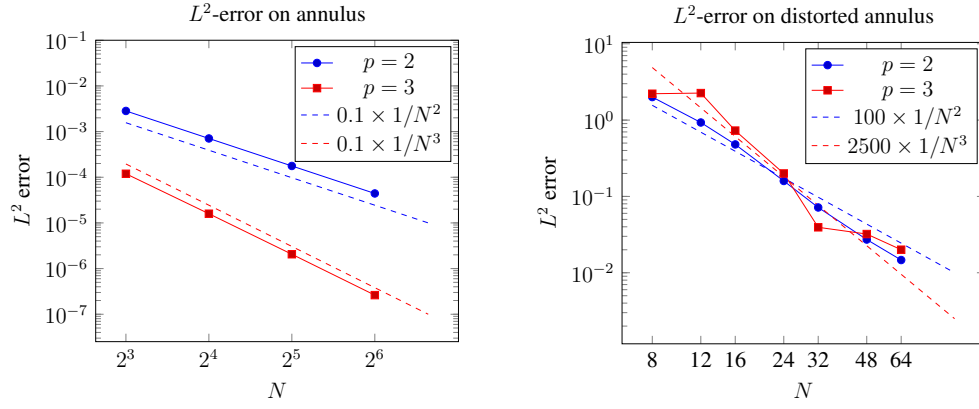 L²-error on annulus
10⁻¹
10⁻²
10⁻³
10⁻⁴
10⁻⁵
10⁻⁶
10⁻⁷
L² error
2³ 2⁴ 2⁵ 2⁶
N
p = 2
p = 3
0.1 × 1/N²
0.1 × 1/N³
L²-error on distorted annulus
10¹
10⁰
10⁻¹
10⁻²
L² error
8 12 16 24 32 48 64
N
p = 2
p = 3
100 × 1/N²
2500 × 1/N³